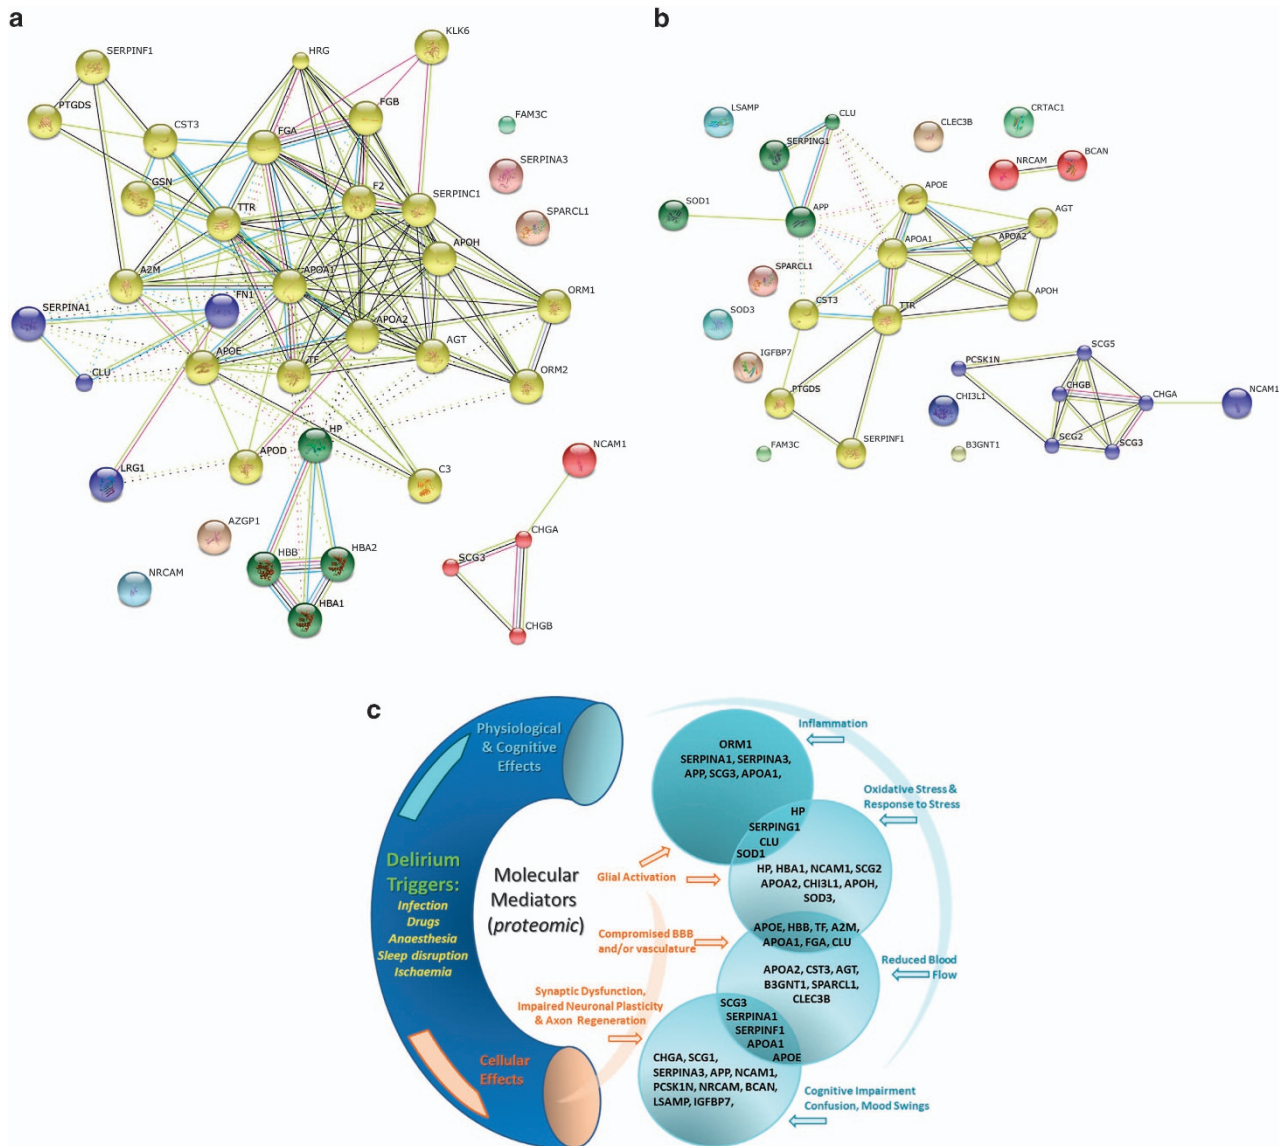 a
SERPINF1
HRG
KLK6
PTGDS
CST3
FGA
FGB
FAM3C
SERPINA3
GSN
TTR
F2
SERPINC1
SPARCL1
A2M
APOA1
APOH
SERPINA1
FN1
ORM1
APOA2
CLU
APOE
TF
AGT
ORM2
HP
APOD
C3
LRG1
NCAM1
AZGP1
HBB
HBA2
CHGA
SCG3
NRCAM
HBA1
CHGB
b
LSAMP
CLU
CLEC3B
CRTAC1
SERPING1
NRCAM
BCAN
SOD1
APP
APOE
AGT
APOA1
APOA2
SPARCL1
CST3
TTR
APOH
SOD3
IGFBP7
PCSK1N
SCG5
PTGDS
CHI3L1
CHGB
CHGA
NCAM1
FAM3C
SERPINF1
B3GNT1
SCG2
SCG3
c
Physiological
& Cognitive
Effects
Delirium
Triggers:
Infection
Drugs
Anaesthesia
Sleep disruption
Ischaemia
Cellular
Effects
Molecular
Mediators
(proteomic)
Glial Activation
Compromised BBB
and/or vasculature
Synaptic Dysfunction,
Impaired Neuronal Plasticity
& Axon Regeneration
ORM1
SERPINA1, SERPINA3,
APP, SCG3, APOA1,
HP
SERPING1
CLU
SOD1
HP, HBA1, NCAM1, SCG2
APOA2, CHI3L1, APOH,
SOD3,
APOE, HBB, TF, A2M,
APOA1, FGA, CLU
APOA2, CST3, AGT,
B3GNT1, SPARCL1,
CLEC3B
SCG3
SERPINA1
SERPINF1
APOA1
APOE
CHGA, SCG1,
SERPINA3, APP, NCAM1,
PCSK1N, NRCAM, BCAN,
LSAMP, IGFBP7,
Inflammation
Oxidative Stress &
Response to Stress
Reduced Blood
Flow
Cognitive Impairment
Confusion, Mood Swings